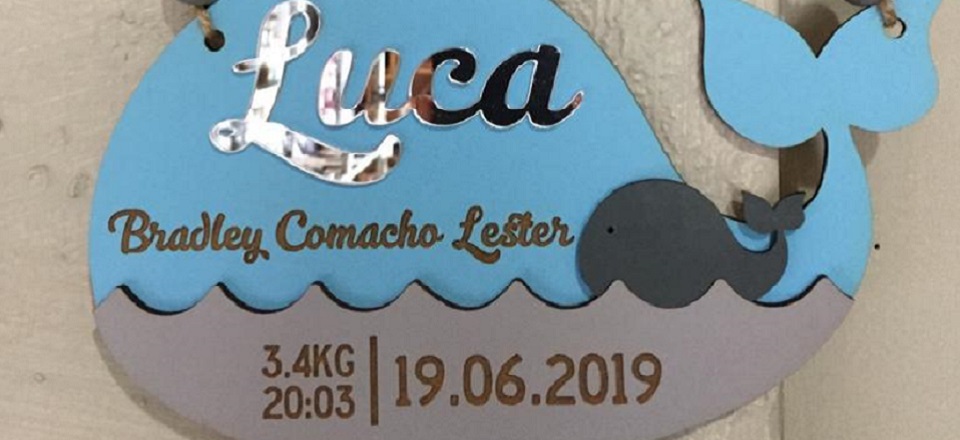 Luca
Bradley Comacho Lester
3.4KG
20:03
19.06.2019